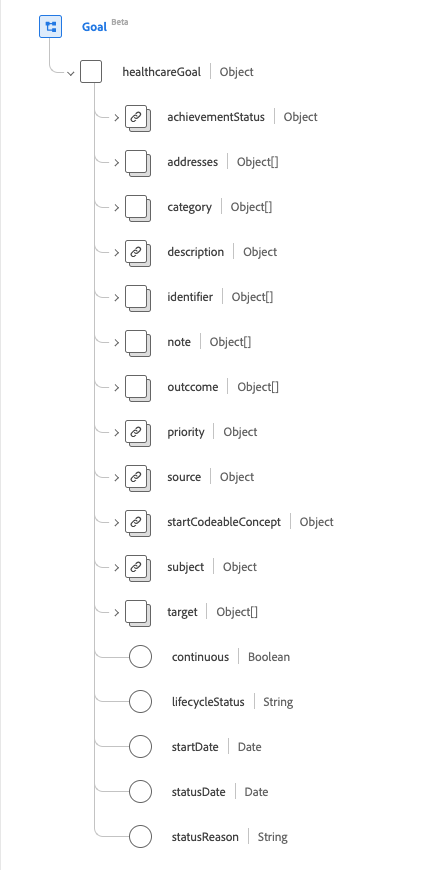 Goal Beta
healthcareGoal | Object
achievementStatus | Object
addresses | Object[]
category | Object[]
description | Object
identifier | Object[]
note | Object[]
outccome | Object[]
priority | Object
source | Object
startCodeableConcept | Object
subject | Object
target | Object[]
continuous | Boolean
lifecycleStatus | String
startDate | Date
statusDate | Date
statusReason | String